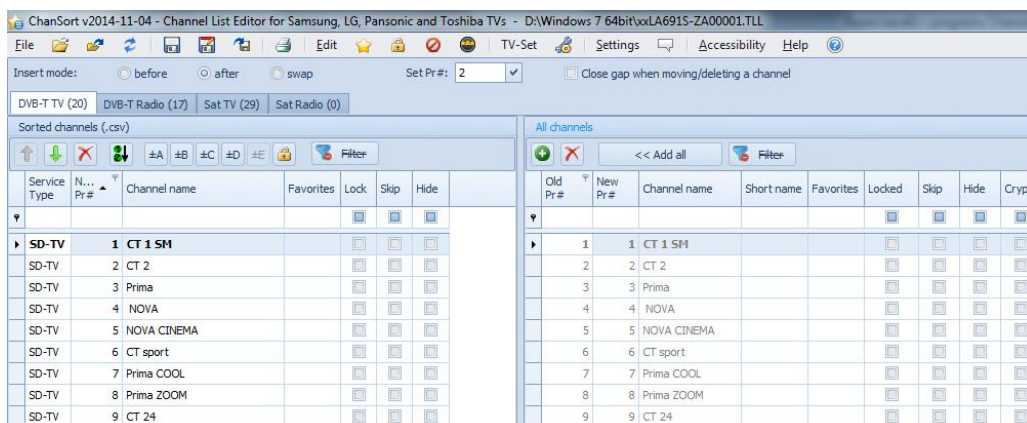 ChanSort v2014-11-04 - Channel List Editor for Samsung, LG, Pansonic and Toshiba TVs - D:\Windows 7 64bit\xxLA691S-ZA00001.TLL
File Edit TV-Set Settings Accessibility Help
Insert mode: before after swap Set Pr#: 2 Close gap when moving/deleting a channel
DVB-T TV (20) DVB-T Radio (17) Sat TV (29) Sat Radio (0)
Sorted channels (.csv) All channels
±A ±B ±C ±D ±E Filter << Add all Filter
Service Type N... Pr# Channel name Favorites Lock Skip Hide Old Pr# New Pr# Channel name Short name Favorites Locked Skip Hide Cryp
SD-TV 1 CT 1 SM 1 1 CT 1 SM
SD-TV 2 CT 2 2 2 CT 2
SD-TV 3 Prima 3 3 Prima
SD-TV 4 NOVA 4 4 NOVA
SD-TV 5 NOVA CINEMA 5 5 NOVA CINEMA
SD-TV 6 CT sport 6 6 CT sport
SD-TV 7 Prima COOL 7 7 Prima COOL
SD-TV 8 Prima ZOOM 8 8 Prima ZOOM
SD-TV 9 CT 24 9 9 CT 24